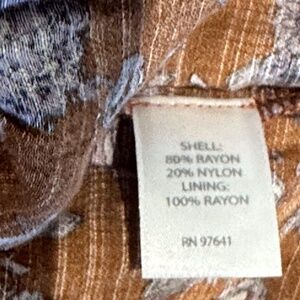 SHELL:
80% RAYON
20% NYLON
LINING:
100% RAYON
RN 97641